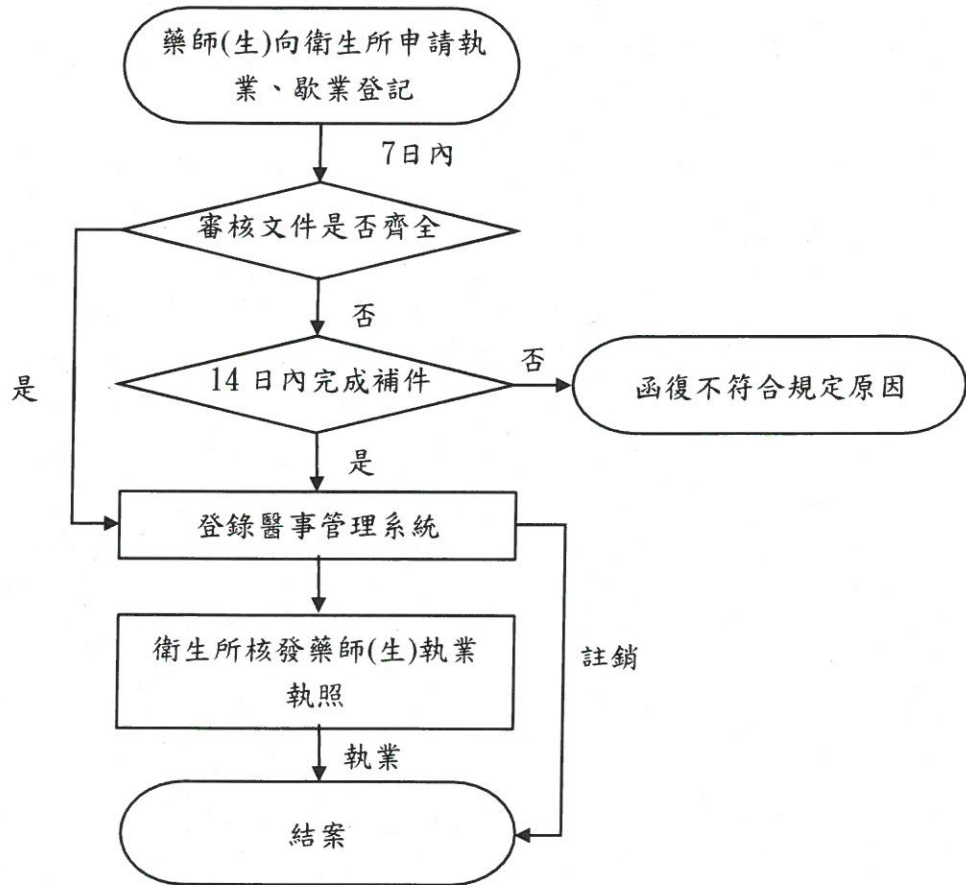 藥師(生)向衛生所申請執
業、歇業登記
7日內
審核文件是否齊全
否
是
14 日內完成補件
否
函復不符合規定原因
是
登錄醫事管理系統
衛生所核發藥師(生)執業
執照
註銷
執業
結案